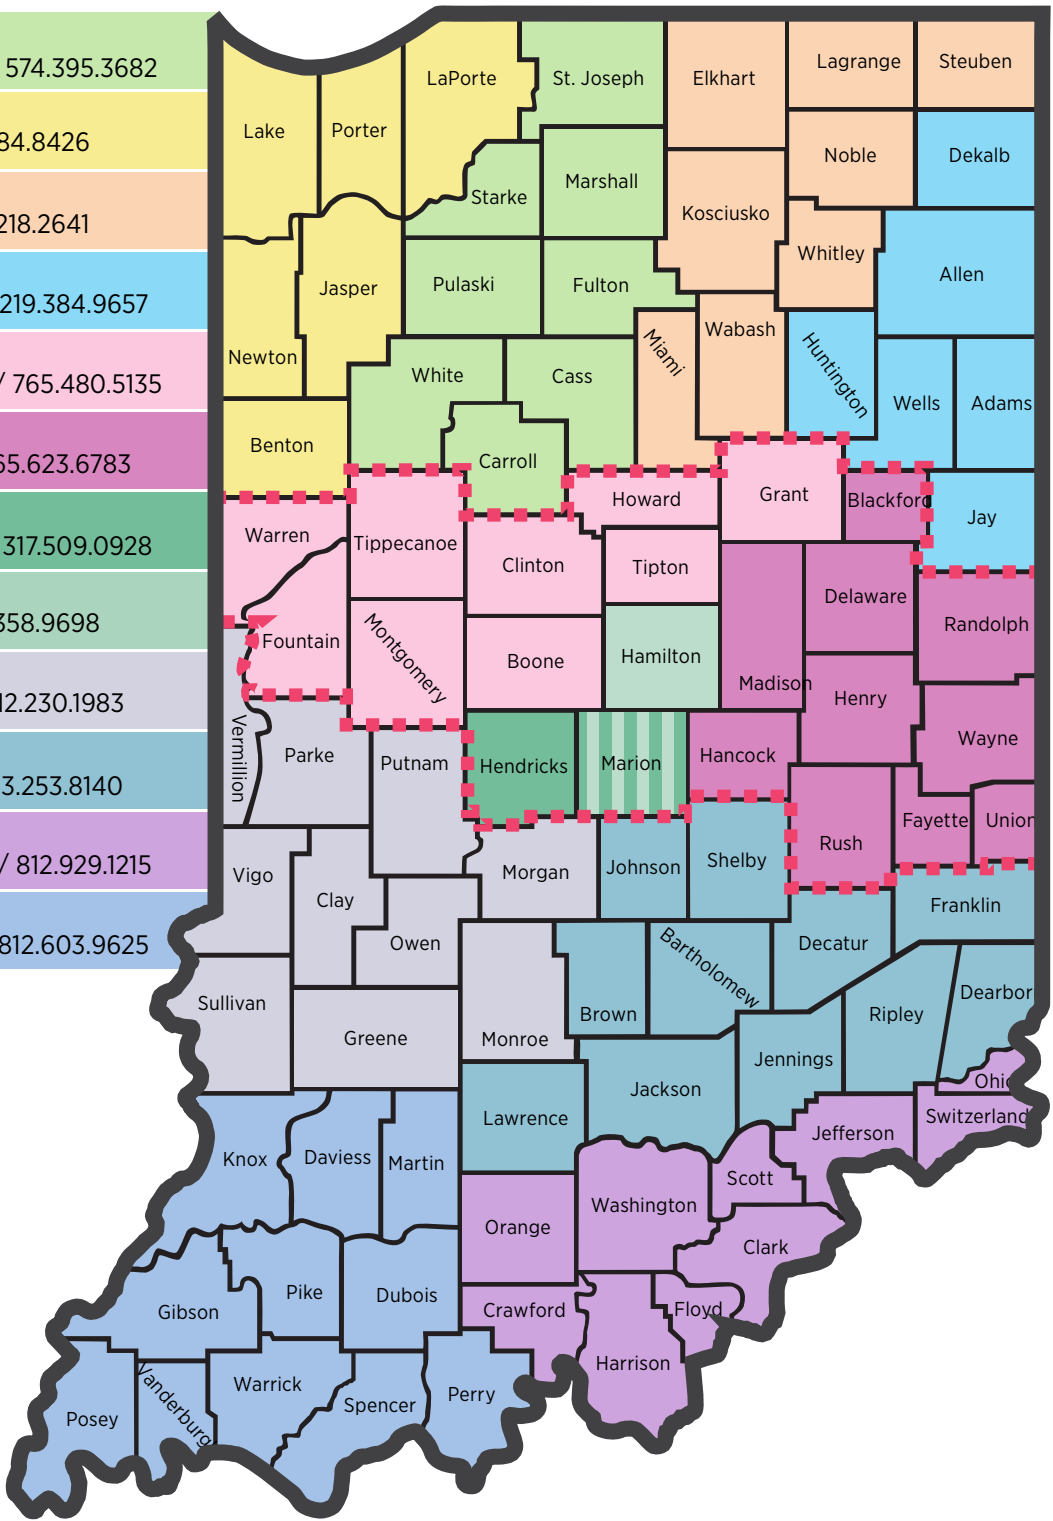 574.395.3682
84.8426
218.2641
219.384.9657
/ 765.480.5135
65.623.6783
317.509.0928
358.9698
12.230.1983
3.253.8140
/ 812.929.1215
812.603.9625
Lake
Porter
LaPorte
St. Joseph
Elkhart
Lagrange
Steuben
Noble
Dekalb
Starke
Marshall
Kosciusko
Whitley
Allen
Newton
Jasper
Pulaski
Fulton
Miami
Wabash
Huntington
Wells
Adams
Benton
White
Cass
Carroll
Howard
Grant
Blackford
Jay
Warren
Tippecanoe
Clinton
Tipton
Delaware
Randolph
Fountain
Montgomery
Boone
Hamilton
Madison
Henry
Wayne
Vermillion
Parke
Putnam
Hendricks
Marion
Hancock
Fayette
Union
Rush
Vigo
Clay
Owen
Morgan
Johnson
Shelby
Franklin
Decatur
Sullivan
Greene
Monroe
Brown
Bartholomew
Ripley
Dearbor
Jennings
Jackson
Ohio
Lawrence
Jefferson
Switzerland
Knox
Daviess
Martin
Orange
Washington
Scott
Clark
Gibson
Pike
Dubois
Crawford
Floyd
Harrison
Posey
Vanderburg
Warrick
Spencer
Perry